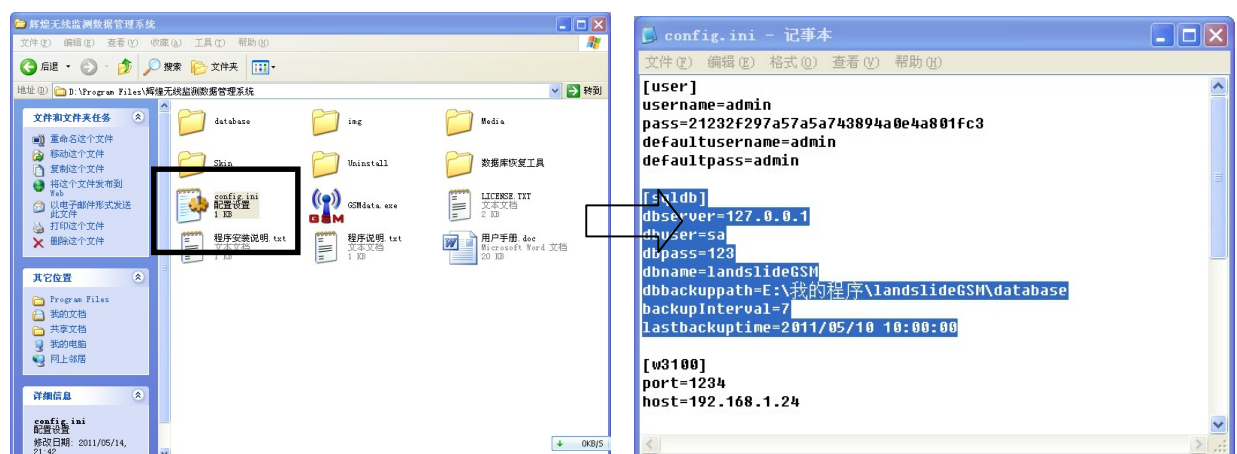 辉煌无线监测数据管理系统
文件(F) 编辑(E) 查看(V) 收藏(A) 工具(T) 帮助(H)
后退 搜索 文件夹
地址(D) D:\Program Files\辉煌无线监测数据管理系统 转到
文件和文件夹任务
重命名这个文件
移动这个文件
复制这个文件
将这个文件发布到
Web
以电子邮件形式发送
此文件
打印这个文件
删除这个文件
其它位置
Program Files
我的文档
共享文档
我的电脑
网上邻居
详细信息
config.ini
配置设置
修改日期: 2011/05/14,
21:42
database
img
Media
Skin
Uninstall
数据库恢复工具
config.ini
配置设置
1 KB
GSM
GSMdata.exe
LICENSE.TXT
文本文档
2 KB
程序安装说明.txt
文本文档
1 KB
程序说明.txt
文本文档
1 KB
用户手册.doc
Microsoft Word 文档
20 KB
0KB/S
config.ini - 记事本
文件(F) 编辑(E) 格式(O) 查看(V) 帮助(H)
[user]
username=admin
pass=21232f297a57a5a743894a0e4a801fc3
defaultusername=admin
defaultpass=admin
[sqldb]
dbserver=127.0.0.1
dbuser=sa
dbpass=123
dbname=landslideGSM
dbbackuppath=E:\我的程序\landslideGSM\database
backupInterval=7
lastbackuptime=2011/05/10 10:00:00
[w3100]
port=1234
host=192.168.1.24